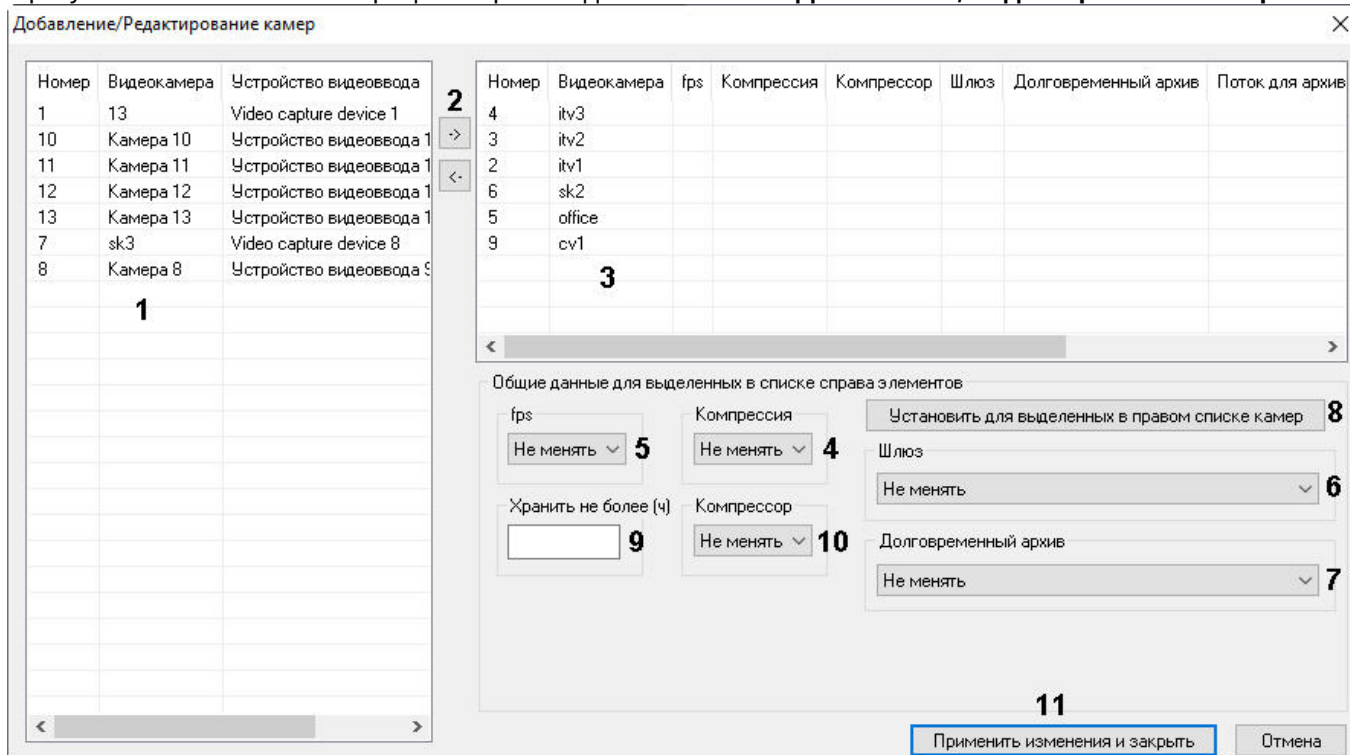 Добавление/Редактирование камер
Номер Видеокамера Устройство видеоввода
1 13 Video capture device 1
10 Камера 10 Устройство видеоввода 1
11 Камера 11 Устройство видеоввода 1
12 Камера 12 Устройство видеоввода 1
13 Камера 13 Устройство видеоввода 1
7 sk3 Video capture device 8
8 Камера 8 Устройство видеоввода 9
1
2
->
<-
Номер Видеокамера fps Компрессия Компрессор Шлюз Долговременный архив Поток для архив
4 itv3
3 itv2
2 itv1
6 sk2
5 office
9 cv1
3
Общие данные для выделенных в списке справа элементов
fps
Не менять 5
Компрессия
Не менять 4
Установить для выделенных в правом списке камер 8
Шлюз
Не менять 6
Хранить не более (ч)
9
Компрессор
Не менять 10
Долговременный архив
Не менять 7
11
Применить изменения и закрыть Отмена